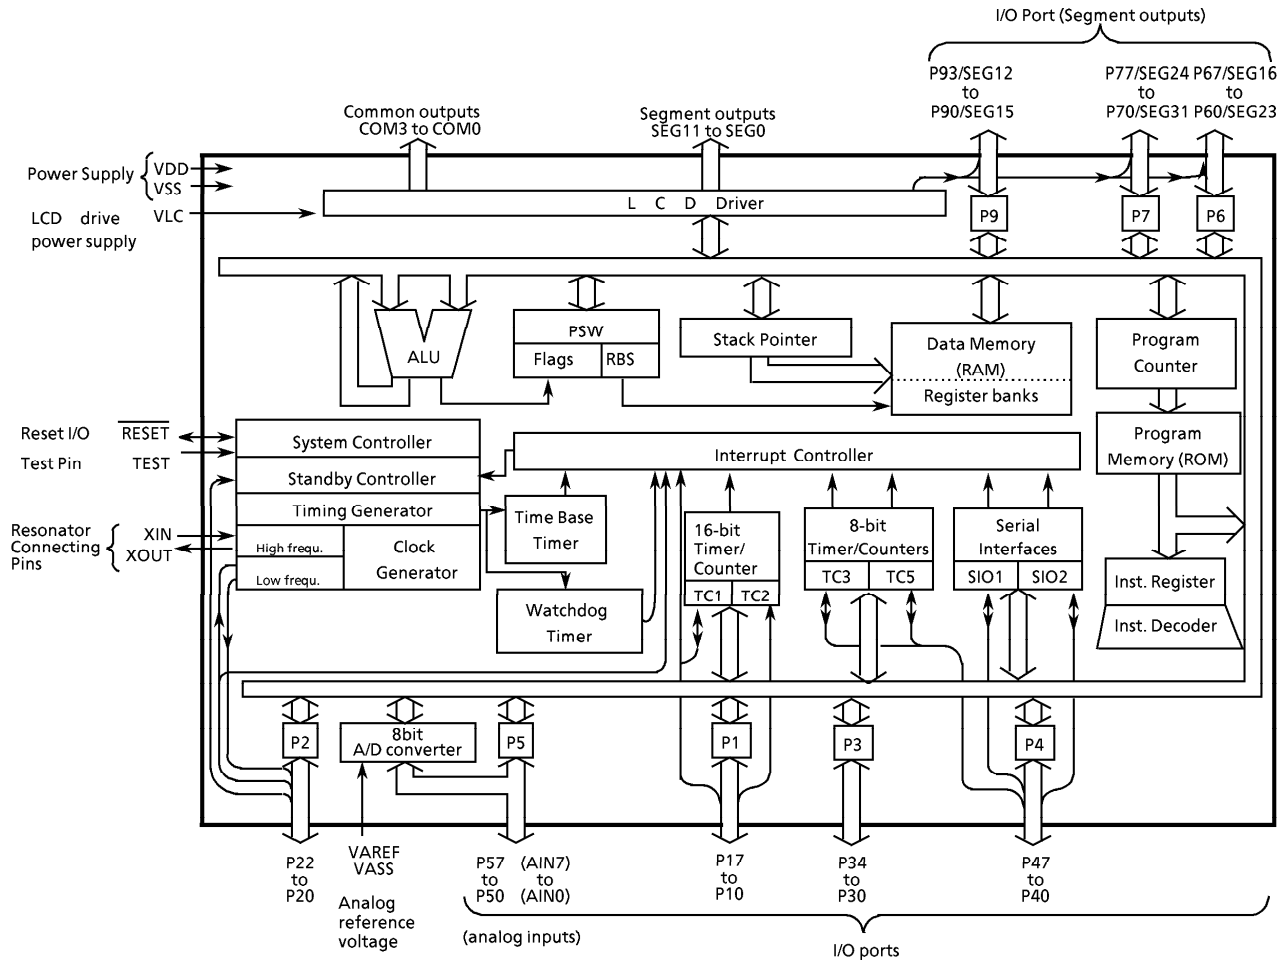 I/O Port (Segment outputs)
P93/SEG12
to
P90/SEG15
P77/SEG24
to
P70/SEG31
P67/SEG16
to
P60/SEG23
Common outputs
COM3 to COM0
Segment outputs
SEG11 to SEG0
Power Supply
VDD
VSS
LCD drive
power supply
VLC
L C D Driver
P9
P7
P6
ALU
PSW
Flags
RBS
Stack Pointer
Data Memory
(RAM)
Register banks
Program
Counter
Program
Memory (ROM)
Reset I/O
RESET
Test Pin
TEST
System Controller
Standby Controller
Timing Generator
High frequ.
Low frequ.
Clock
Generator
Resonator
Connecting
Pins
XIN
XOUT
Interrupt Controller
Time Base
Timer
Watchdog
Timer
16-bit
Timer/
Counter
TC1
TC2
8-bit
Timer/Counters
TC3
TC5
Serial
Interfaces
SIO1
SIO2
Inst. Register
Inst. Decoder
P2
8bit
A/D converter
P5
P1
P3
P4
P22
to
P20
VAREF
VASS
Analog
reference
voltage
P57 (AIN7)
to to
P50 (AIN0)
(analog inputs)
P17
to
P10
P34
to
P30
P47
to
P40
I/O ports